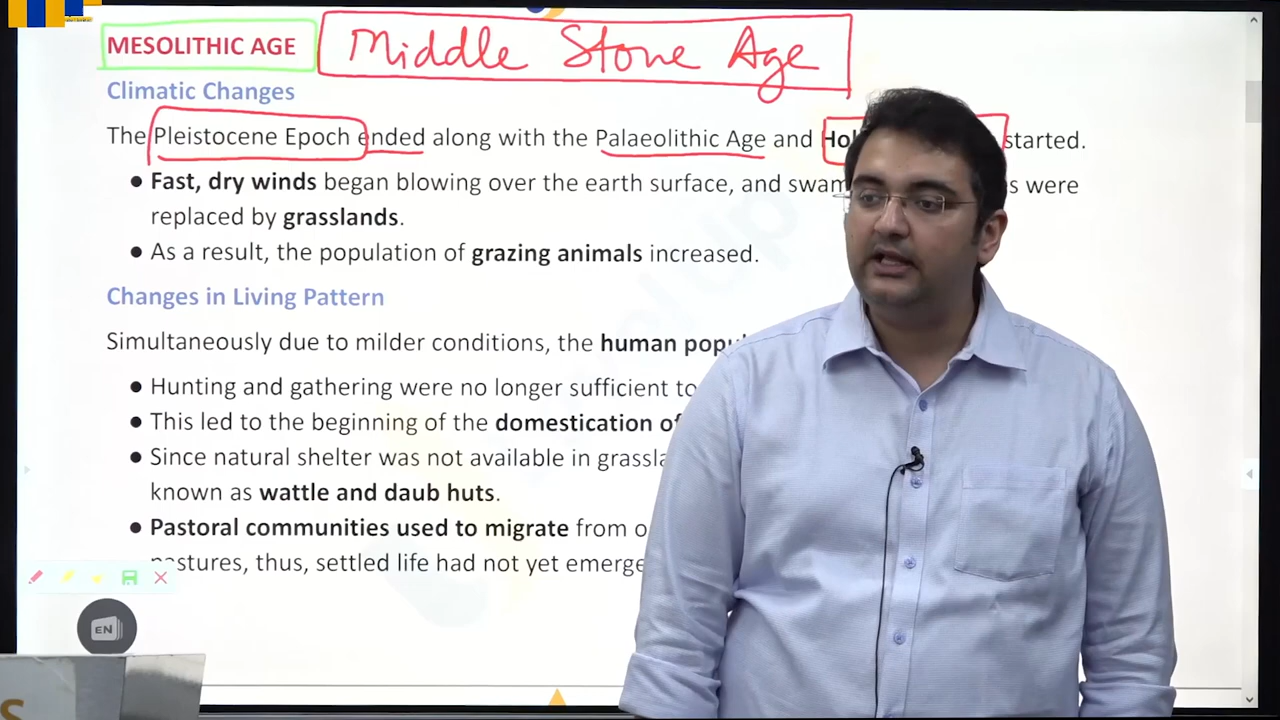 MESOLITHIC AGE Middle Stone Age
Climatic Changes
The Pleistocene Epoch ended along with the Palaeolithic Age and started.
● Fast, dry winds began blowing over the earth surface, and were
replaced by grasslands.
● As a result, the population of grazing animals increased.
Changes in Living Pattern
Simultaneously due to milder conditions, the human
● Hunting and gathering were no longer sufficient to
● This led to the beginning of the domestication of
● Since natural shelter was not available in
known as wattle and daub huts.
● Pastoral communities used to migrate from
pastures, thus, settled life had not yet
EN
S